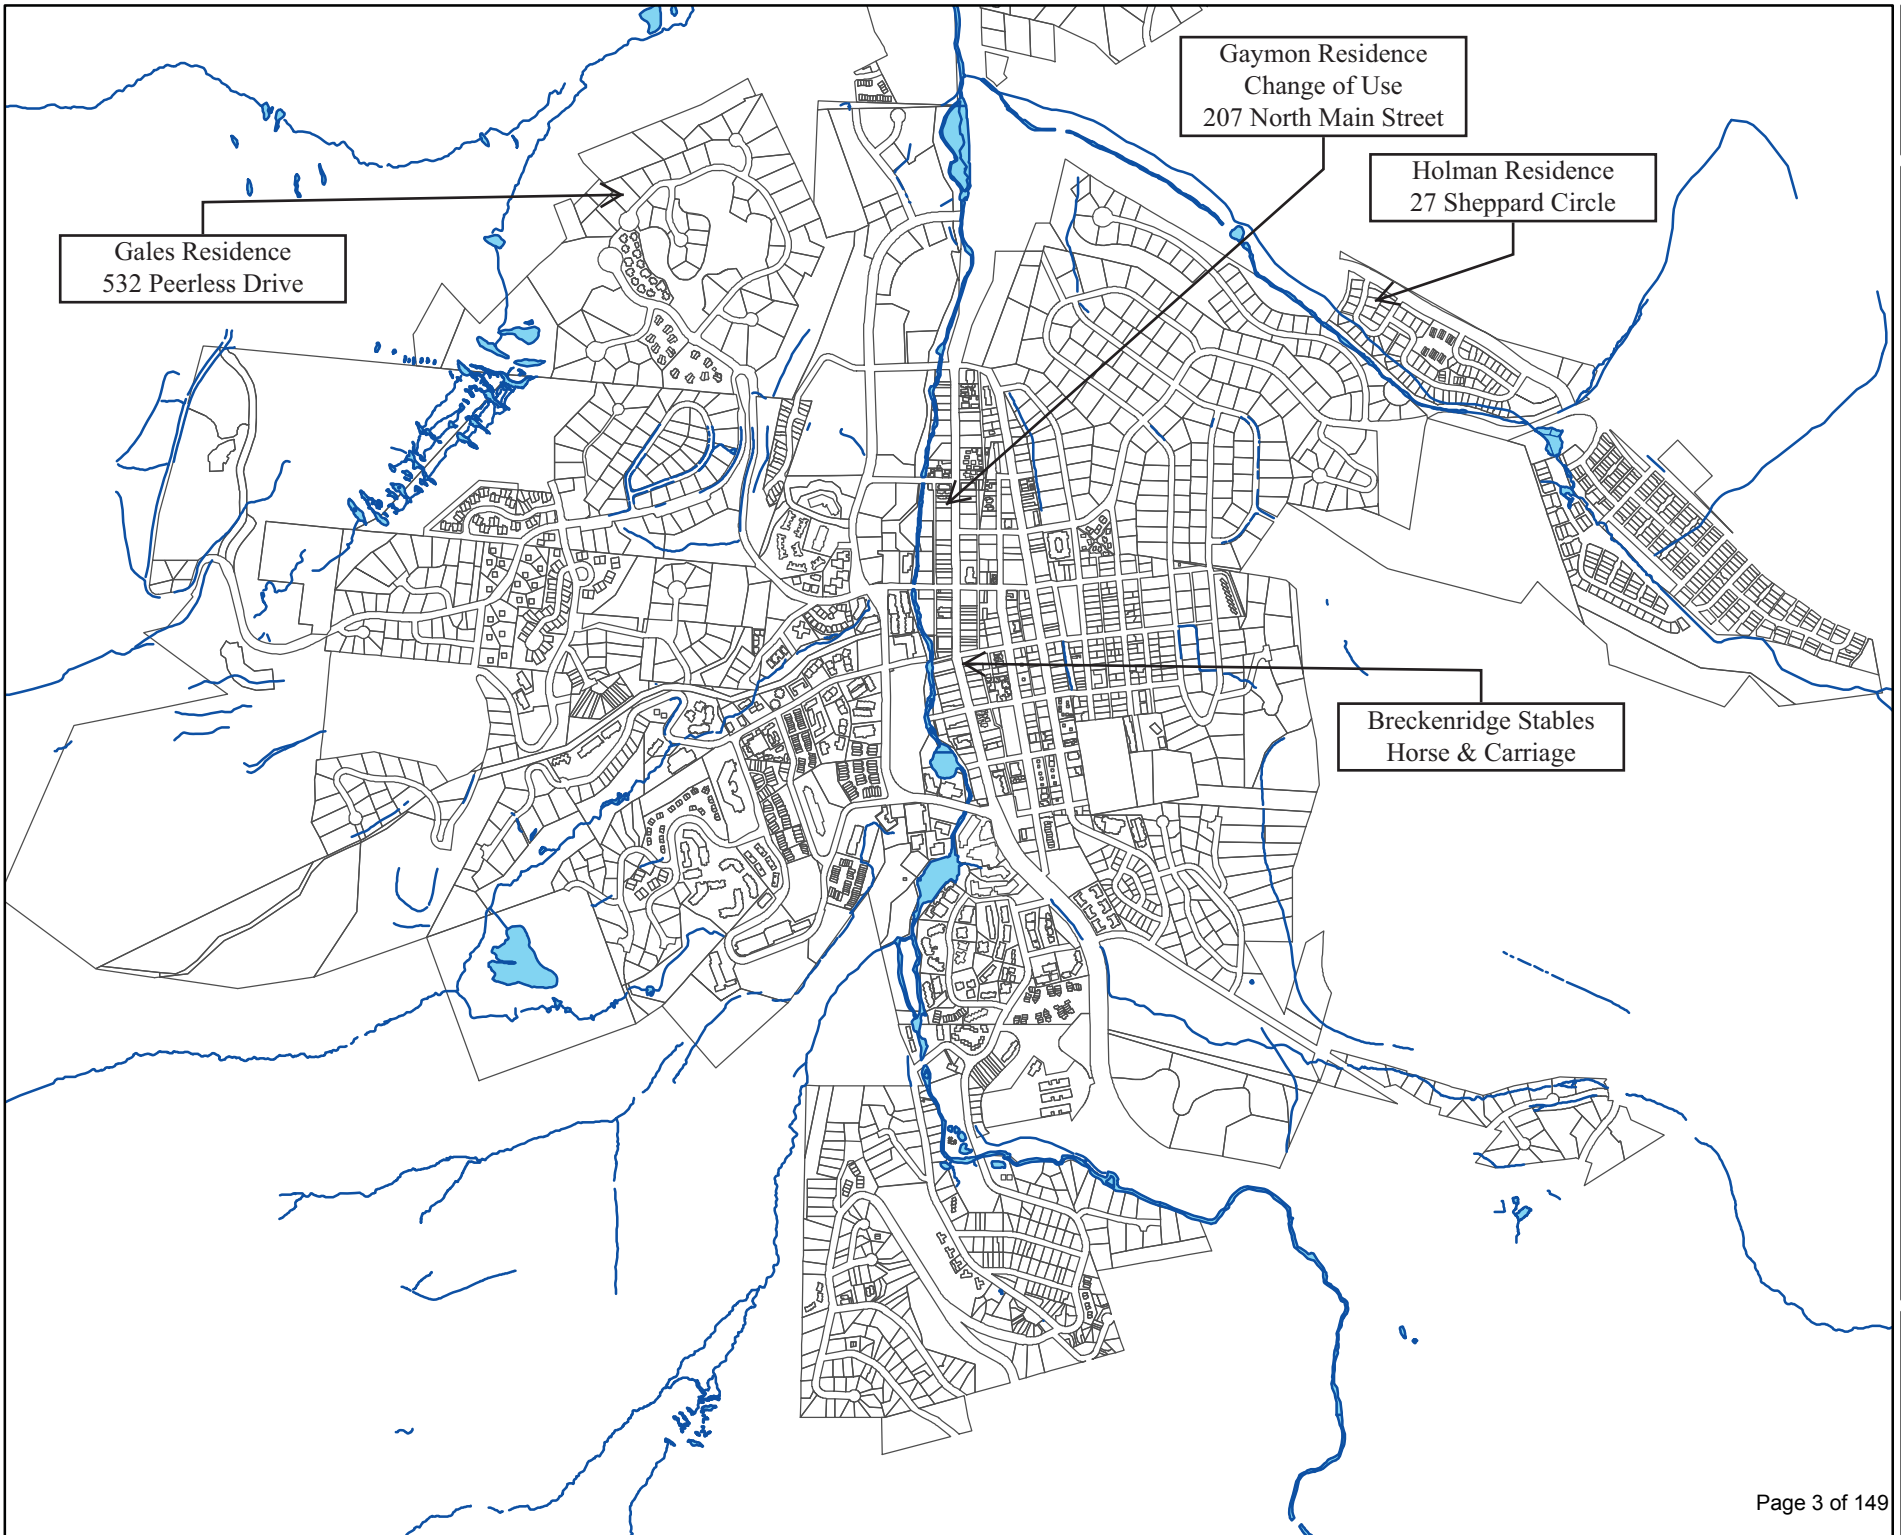 Gaymon Residence
Change of Use
207 North Main Street
Holman Residence
27 Sheppard Circle
Gales Residence
532 Peerless Drive
Breckenridge Stables
Horse & Carriage
Page 3 of 149